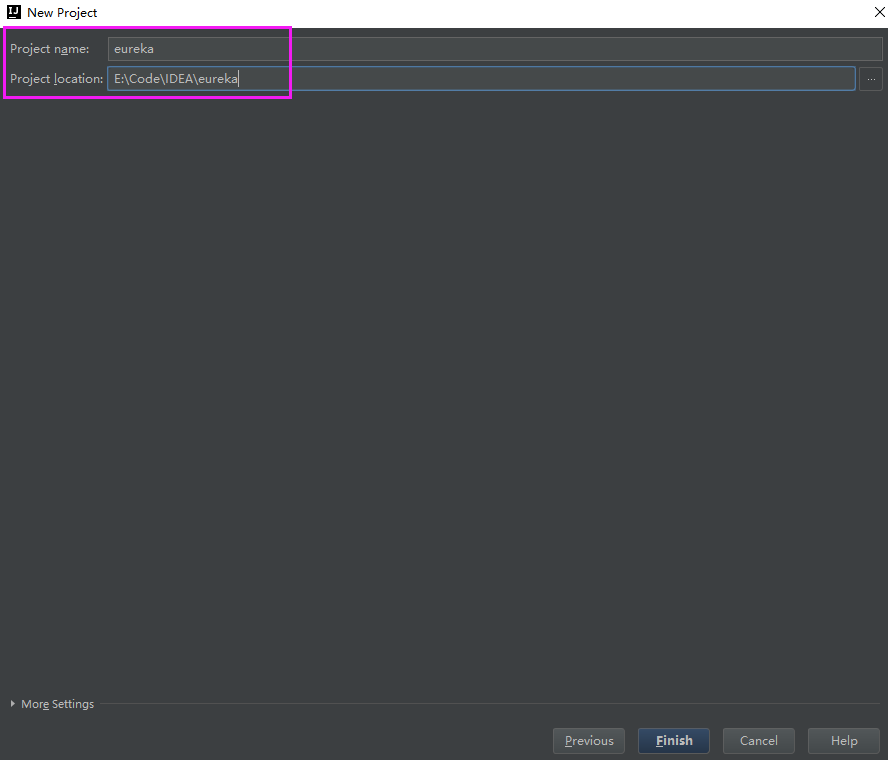 IJ New Project
Project name: eureka
Project location: E:\Code\IDEA\eureka ...
More Settings
Previous Finish Cancel Help